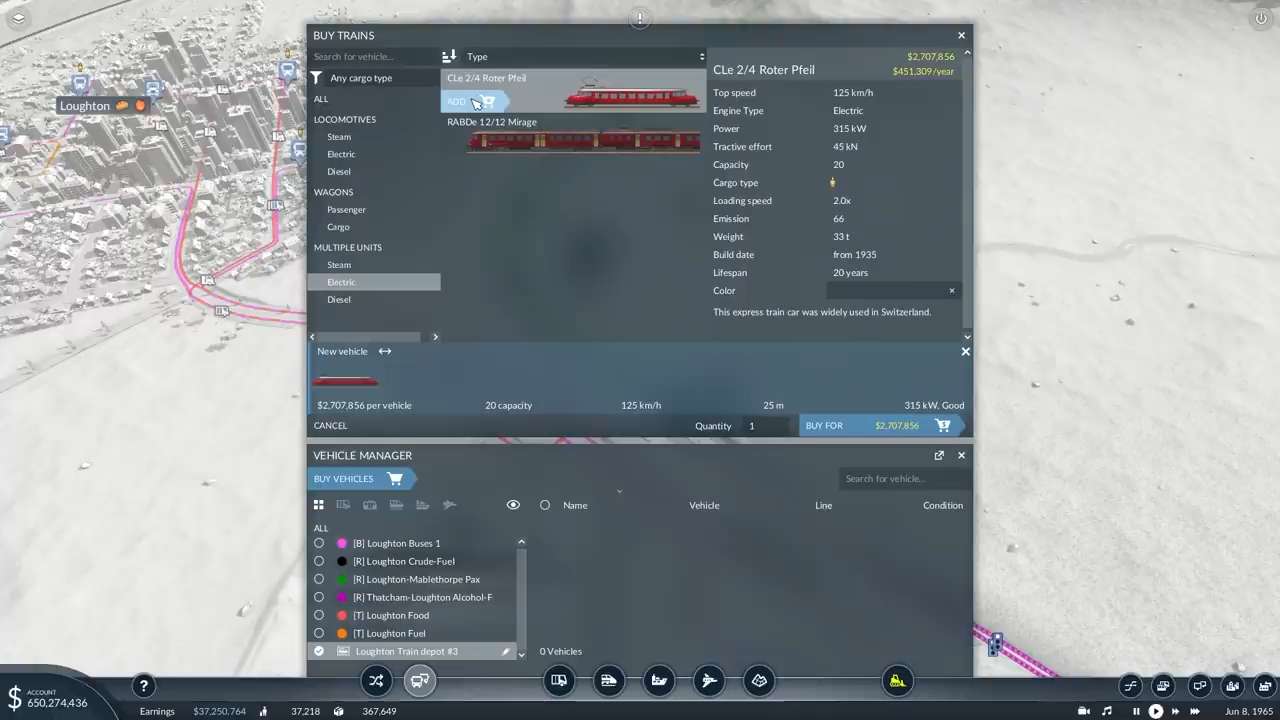 BUY TRAINS
Search for vehicle...
Type
Any cargo type
ALL
LOCOMOTIVES
Steam
Electric
Diesel
WAGONS
Passenger
Cargo
MULTIPLE UNITS
Steam
Electric
Diesel
CLe 2/4 Roter Pfeil
ADD
RABDe 12/12 Mirage
$2,707,856
CLe 2/4 Roter Pfeil
$451,309/year
Top speed 125 km/h
Engine Type Electric
Power 315 kW
Tractive effort 45 kN
Capacity 20
Cargo type
Loading speed 2.0x
Emission 66
Weight 33 t
Build date from 1935
Lifespan 20 years
Color
This express train car was widely used in Switzerland.
New vehicle
$2,707,856 per vehicle 20 capacity 125 km/h 25 m 315 kW, Good
CANCEL Quantity 1 BUY FOR $2,707,856
VEHICLE MANAGER
BUY VEHICLES
Search for vehicle...
Name Vehicle Line Condition
ALL
[B] Loughton Buses 1
[R] Loughton Crude-Fuel
[R] Loughton-Mablethorpe Pax
[R] Thatcham-Loughton Alcohol-F
[T] Loughton Food
[T] Loughton Fuel
Loughton Train depot #3
0 Vehicles
Loughton
?
$ ACCOUNT
650,274,436
Earnings $37,250,764 37,218 367,649
Jun 8, 1965